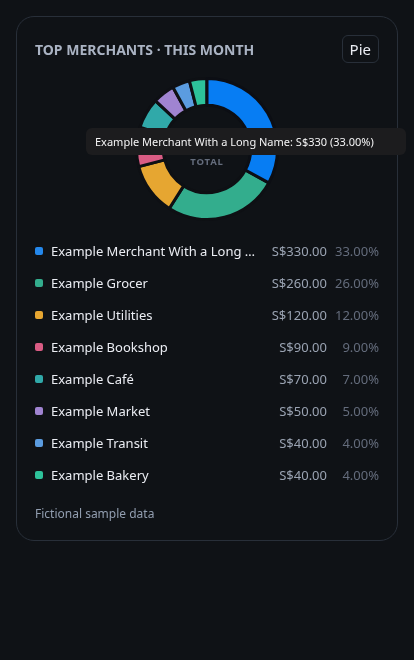 TOP MERCHANTS · THIS MONTH
Pie
Example Merchant With a Long Name: S$330 (33.00%)
TOTAL
Example Merchant With a Long ... S$330.00 33.00%
Example Grocer S$260.00 26.00%
Example Utilities S$120.00 12.00%
Example Bookshop S$90.00 9.00%
Example Café S$70.00 7.00%
Example Market S$50.00 5.00%
Example Transit S$40.00 4.00%
Example Bakery S$40.00 4.00%
Fictional sample data